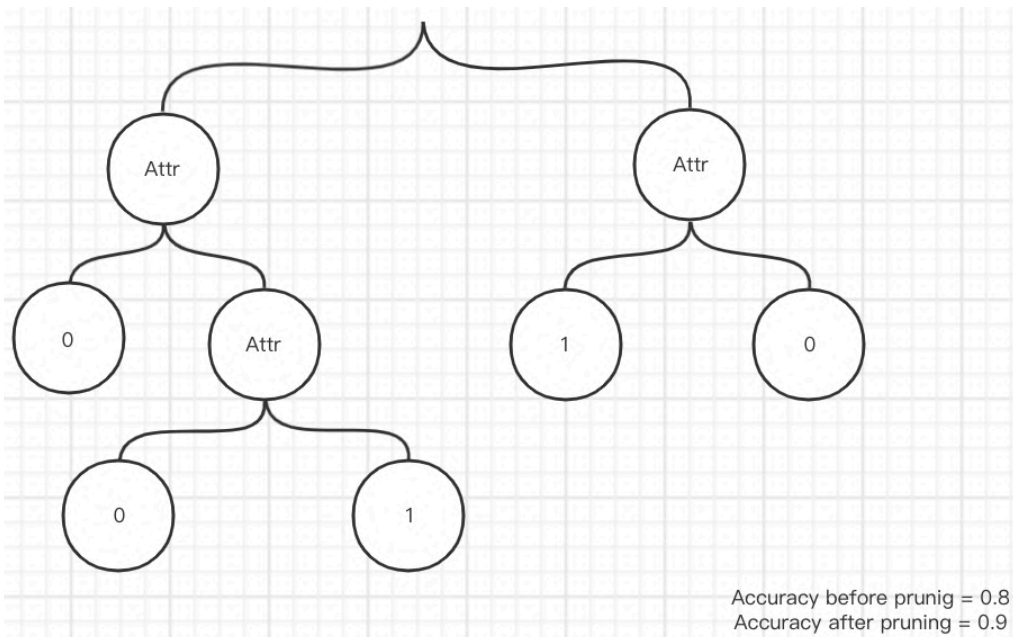 Attr
Attr
0
Attr
1
0
0
1
Accuracy before prunig = 0.8
Accuracy after pruning = 0.9